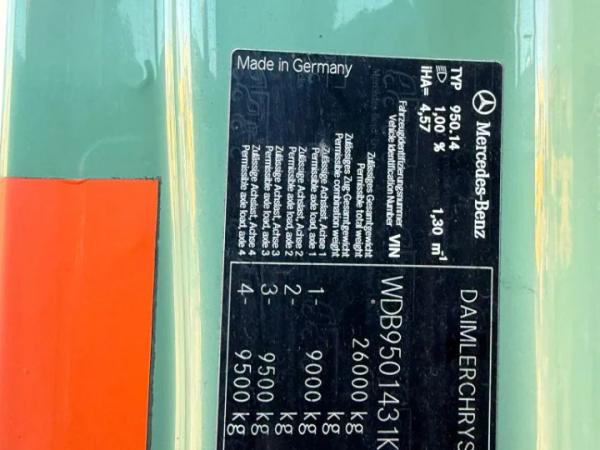 Mercedes-Benz
DAIMLERCHRYS
TYP 950.14
1,00 % 1,30 m⁻¹
iHA= 4,57
Fahrzeugidentifizierungsnummer
Vehicle Identification Number VIN WDB9501431K
Zulässiges Gesamtgewicht
Permissible total weight 26000 kg
Zulässiges Zug-Gesamtgewicht
Permissible combination weight kg
Zulässige Achslast, Achse 1
Permissible axle load, axle 1 1- 9000 kg
Zulässige Achslast, Achse 2
Permissible axle load, axle 2 2- kg
Zulässige Achslast, Achse 3
Permissible axle load, axle 3 3- 9500 kg
Zulässige Achslast, Achse 4
Permissible axle load, axle 4 4- 9500 kg
Made in Germany